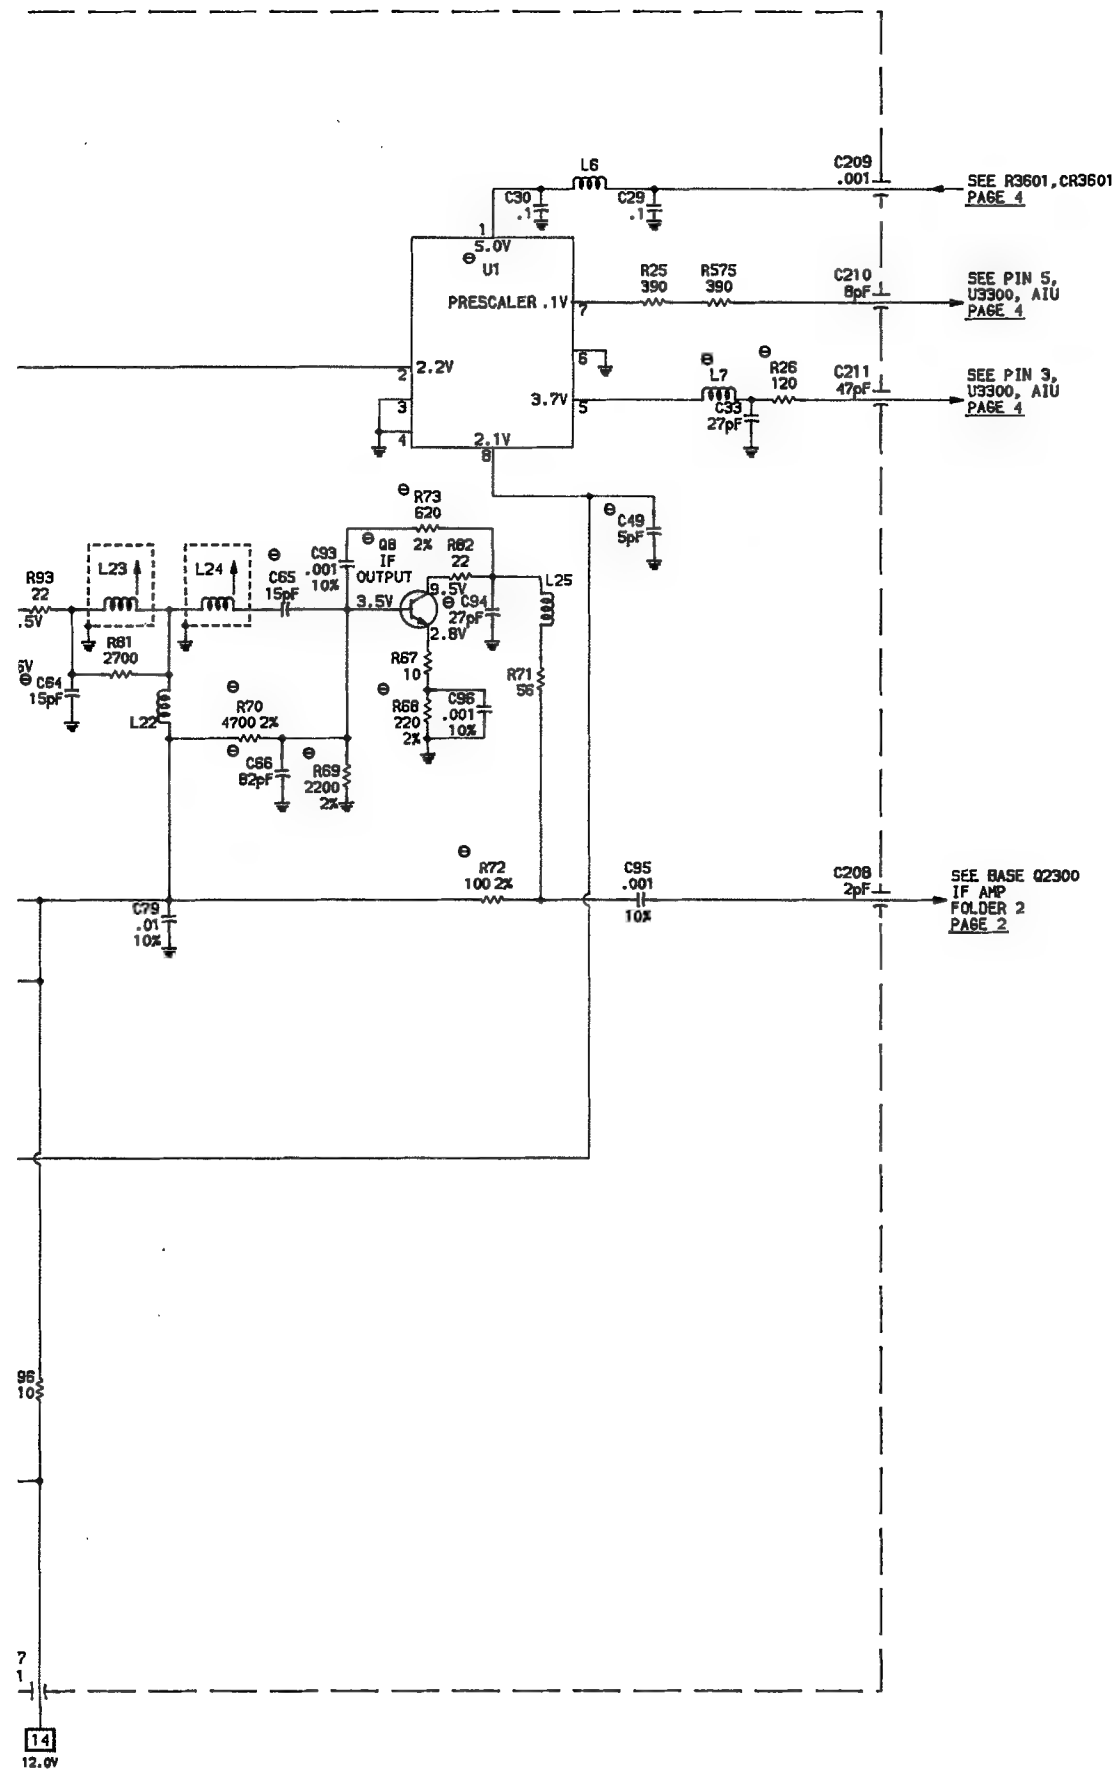 L6
C209
.001
SEE R3601,CR3601
PAGE 4
C30
.1
C29
.1
1
5.0V
⊖
U1
R25
390
R575
390
C210
8pF
SEE PIN 5,
U3300, AIU
PAGE 4
PRESCALER .1V
7
6
2
2.2V
⊖
L7
⊖
R26
120
C211
47pF
SEE PIN 3,
U3300, AIU
PAGE 4
3
3.7V
5
C33
27pF
4
2.1V
8
⊖
R73
620
2%
⊖
C49
5pF
⊖
Q8
IF
OUTPUT
R82
22
L23
L24
⊖
C65
15pF
C93
.001
10%
L25
R93
22
.5V
3.5V
9.5V
⊖
C94
27pF
2.8V
R81
2700
6V
⊖
C64
15pF
R67
10
R71
56
L22
⊖
R70
4700 2%
⊖
R68
220
2%
C96
.001
10%
⊖
C66
82pF
⊖
R69
2200
2%
⊖
R72
100 2%
C95
.001
10%
C208
2pF
SEE BASE Q2300
IF AMP
FOLDER 2
PAGE 2
C79
.01
10%
96
10
7
1
14
12.0V